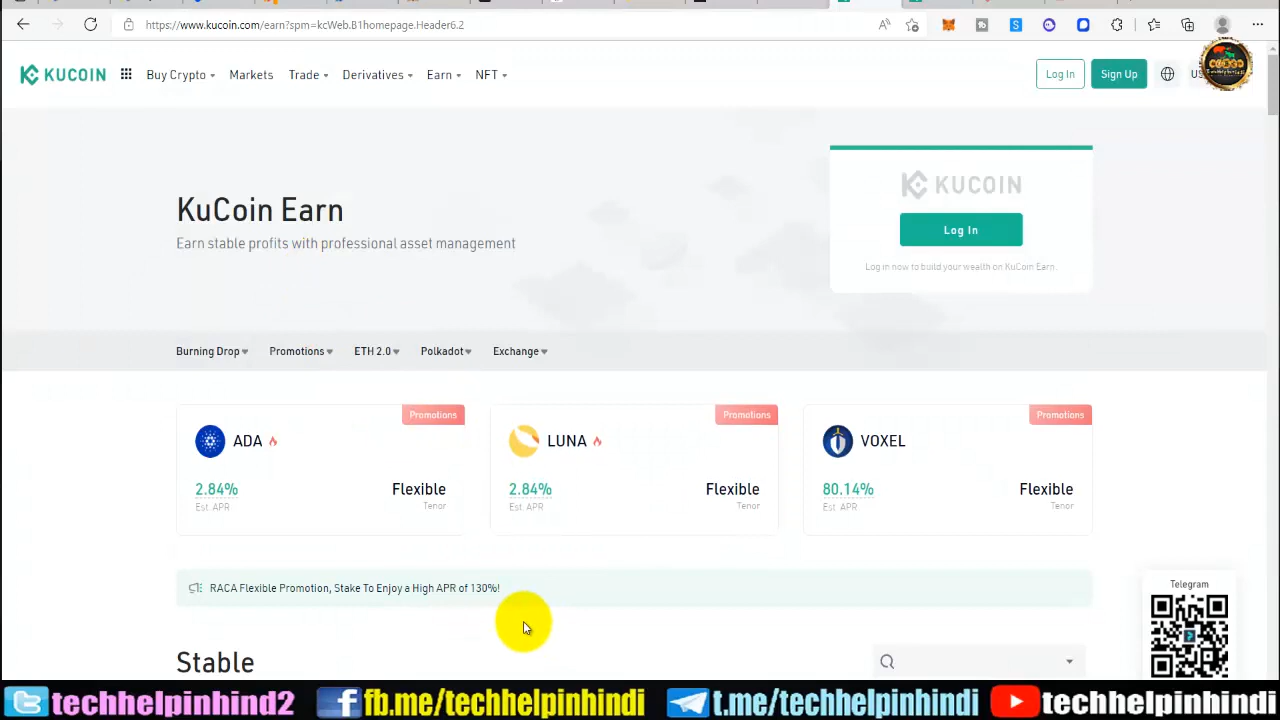 https://www.kucoin.com/earn?spm=kcWeb.B1homepage.Header6.2
KUCOIN
Buy Crypto
Markets
Trade
Derivatives
Earn
NFT
Log In
Sign Up
KuCoin Earn
Earn stable profits with professional asset management
KUCOIN
Log In
Log in now to build your wealth on KuCoin Earn.
Burning Drop
Promotions
ETH 2.0
Polkadot
Exchange
Promotions
ADA
2.84%
Flexible
Est. APR
Tenor
Promotions
LUNA
2.84%
Flexible
Est. APR
Tenor
Promotions
VOXEL
80.14%
Flexible
Est. APR
Tenor
RACA Flexible Promotion, Stake To Enjoy a High APR of 130%!
Telegram
Stable
techhelpinhindi2
fb.me/techhelpinhindi
t.me/techhelpinhindi
techhelpinhindi